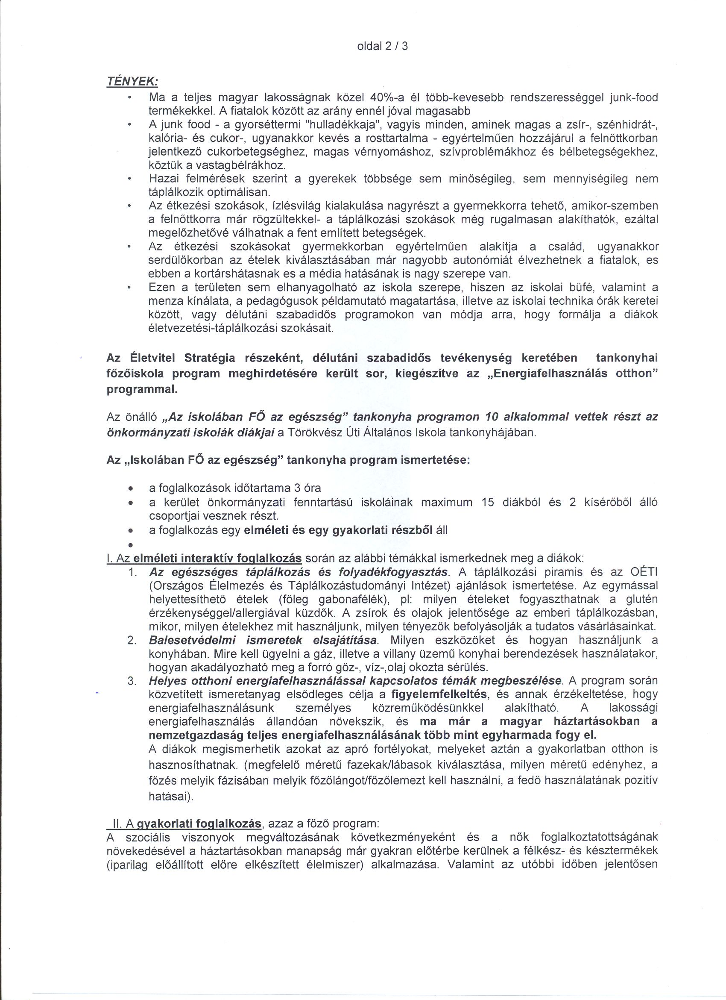 oldal 2 / 3
TÉNYEK:
• Ma a teljes magyar lakosságnak közel 40%-a él több-kevesebb rendszerességgel junk-food
termékekkel. A fiatalok között az arány ennél jóval magasabb
• A junk food - a gyorséttermi "hulladékkaja", vagyis minden, aminek magas a zsír-, szénhidrát-,
kalória- és cukor-, ugyanakkor kevés a rosttartalma - egyértelműen hozzájárul a felnőttkorban
jelentkező cukorbetegséghez, magas vérnyomáshoz, szívproblémákhoz és bélbetegségekhez,
köztük a vastagbélrákhoz.
• Hazai felmérések szerint a gyerekek többsége sem minőségileg, sem mennyiségileg nem
táplálkozik optimálisan.
• Az étkezési szokások, ízlésvilág kialakulása nagyrészt a gyermekkorra tehető, amikor-szemben
a felnőttkorra már rögzültekkel- a táplálkozási szokások még rugalmasan alakíthatók, ezáltal
megelőzhetővé válhatnak a fent említett betegségek.
• Az étkezési szokásokat gyermekkorban egyértelműen alakítja a család, ugyanakkor
serdülőkorban az ételek kiválasztásában már nagyobb autonómiát élvezhetnek a fiatalok, es
ebben a kortárshátasnak es a média hatásának is nagy szerepe van.
• Ezen a területen sem elhanyagolható az iskola szerepe, hiszen az iskolai büfé, valamint a
menza kínálata, a pedagógusok példamutató magatartása, illetve az iskolai technika órák keretei
között, vagy délutáni szabadidős programokon van módja arra, hogy formálja a diákok
életvezetési-táplálkozási szokásait.
Az Életvitel Stratégia részeként, délutáni szabadidős tevékenység keretében tankonyhai
főzőiskola program meghirdetésére került sor, kiegészítve az „Energiafelhasználás otthon”
programmal.
Az önálló „Az iskolában FŐ az egészség” tankonyha programon 10 alkalommal vettek részt az
önkormányzati iskolák diákjai a Törökvész Úti Általános Iskola tankonyhájában.
Az „Iskolában FŐ az egészség” tankonyha program ismertetése:
• a foglalkozások időtartama 3 óra
• a kerület önkormányzati fenntartású iskoláinak maximum 15 diákból és 2 kísérőből álló
csoportjai vesznek részt.
• a foglalkozás egy elméleti és egy gyakorlati részből áll
•
I. Az elméleti interaktív foglalkozás során az alábbi témákkal ismerkednek meg a diákok:
1. Az egészséges táplálkozás és folyadékfogyasztás. A táplálkozási piramis és az OÉTI
(Országos Élelmezés és Táplálkozástudományi Intézet) ajánlások ismertetése. Az egymással
helyettesíthető ételek (főleg gabonafélék), pl: milyen ételeket fogyaszthatnak a glutén
érzékenységgel/allergiával küzdők. A zsírok és olajok jelentősége az emberi táplálkozásban,
mikor, milyen ételekhez mit használjunk, milyen tényezők befolyásolják a tudatos vásárlásainkat.
2. Balesetvédelmi ismeretek elsajátítása. Milyen eszközöket és hogyan használjunk a
konyhában. Mire kell ügyelni a gáz, illetve a villany üzemű konyhai berendezések használatakor,
hogyan akadályozható meg a forró gőz-, víz-,olaj okozta sérülés.
3. Helyes otthoni energiafelhasználással kapcsolatos témák megbeszélése. A program során
közvetített ismeretanyag elsődleges célja a figyelemfelkeltés, és annak érzékeltetése, hogy
energiafelhasználásunk személyes közreműködésünkkel alakítható. A lakossági
energiafelhasználás állandóan növekszik, és ma már a magyar háztartásokban a
nemzetgazdaság teljes energiafelhasználásának több mint egyharmada fogy el.
A diákok megismerhetik azokat az apró fortélyokat, melyeket aztán a gyakorlatban otthon is
hasznosíthatnak. (megfelelő méretű fazekak/lábasok kiválasztása, milyen méretű edényhez, a
főzés melyik fázisában melyik főzőlángot/főzőlemezt kell használni, a fedő használatának pozitív
hatásai).
II. A gyakorlati foglalkozás, azaz a főző program:
A szociális viszonyok megváltozásának következményeként és a nők foglalkoztatottságának
növekedésével a háztartásokban manapság már gyakran előtérbe kerülnek a félkész- és késztermékek
(iparilag előállított előre elkészített élelmiszer) alkalmazása. Valamint az utóbbi időben jelentősen